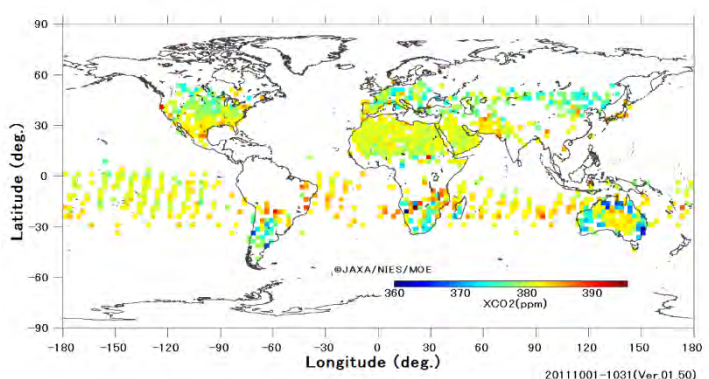 90
60
30
0
-30
-60
-90
Latitude (deg.)
©JAXA/NIES/MOE
360 370 380 390
XCO2(ppm)
-180 -150 -120 -90 -60 -30 0 30 60 90 120 150 180
Longitude (deg.)
20111001-1031(Ver.01.50)